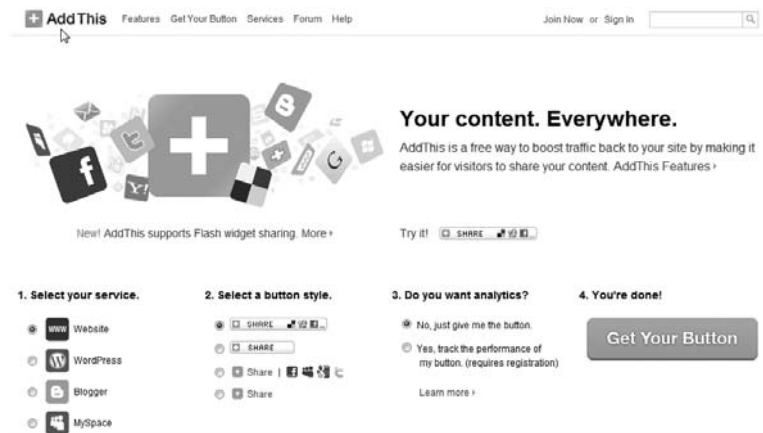 AddThis Features Get Your Button Services Forum Help Join Now or Sign In
Your content. Everywhere.
AddThis is a free way to boost traffic back to your site by making it
easier for visitors to share your content. AddThis Features ›
New! AddThis supports Flash widget sharing. More ›
Try it! SHARE
1. Select your service.
www Website
WordPress
Blogger
MySpace
2. Select a button style.
SHARE
SHARE
Share |
Share
3. Do you want analytics?
No, just give me the button.
Yes, track the performance of
my button. (requires registration)
Learn more ›
4. You're done!
Get Your Button